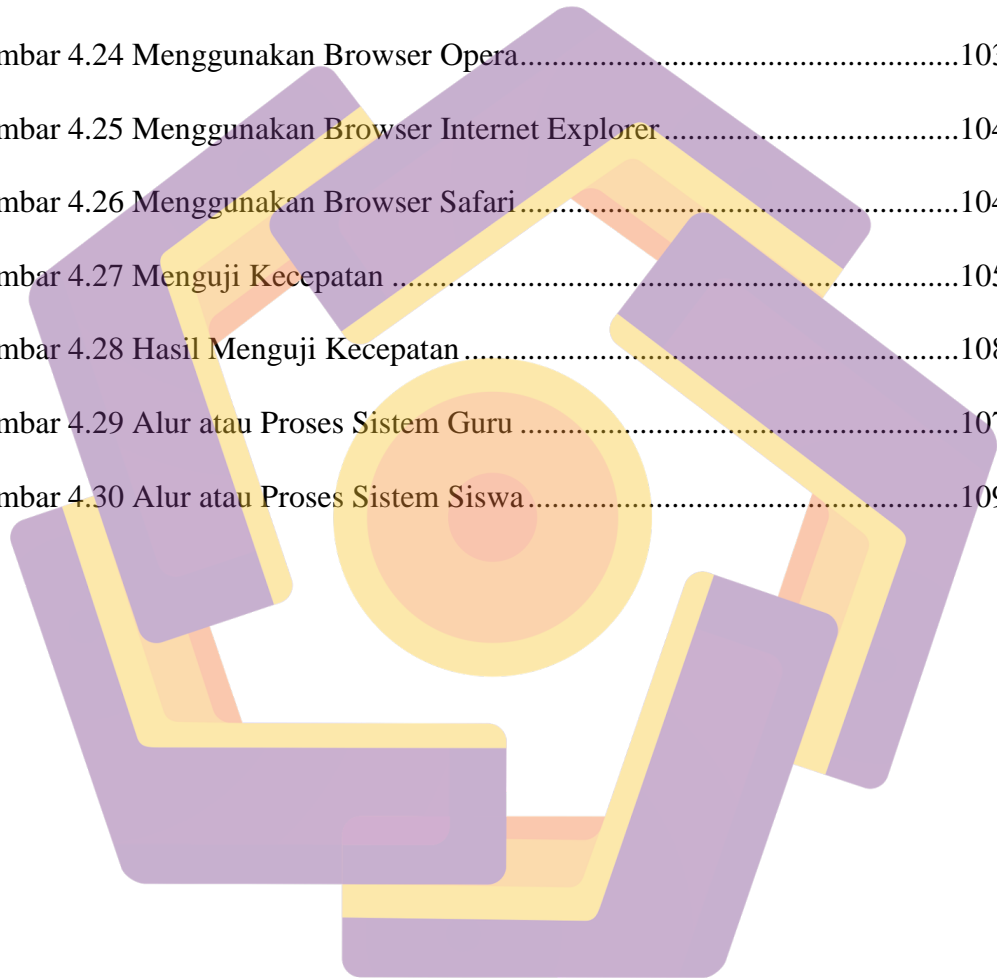 mbar 4.24 Menggunakan Browser Opera......................................................103
mbar 4.25 Menggunakan Browser Internet Explorer....................................104
mbar 4.26 Menggunakan Browser Safari......................................................104
mbar 4.27 Menguji Kecepatan ......................................................................105
mbar 4.28 Hasil Menguji Kecepatan.............................................................108
mbar 4.29 Alur atau Proses Sistem Guru ......................................................107
mbar 4.30 Alur atau Proses Sistem Siswa.....................................................109